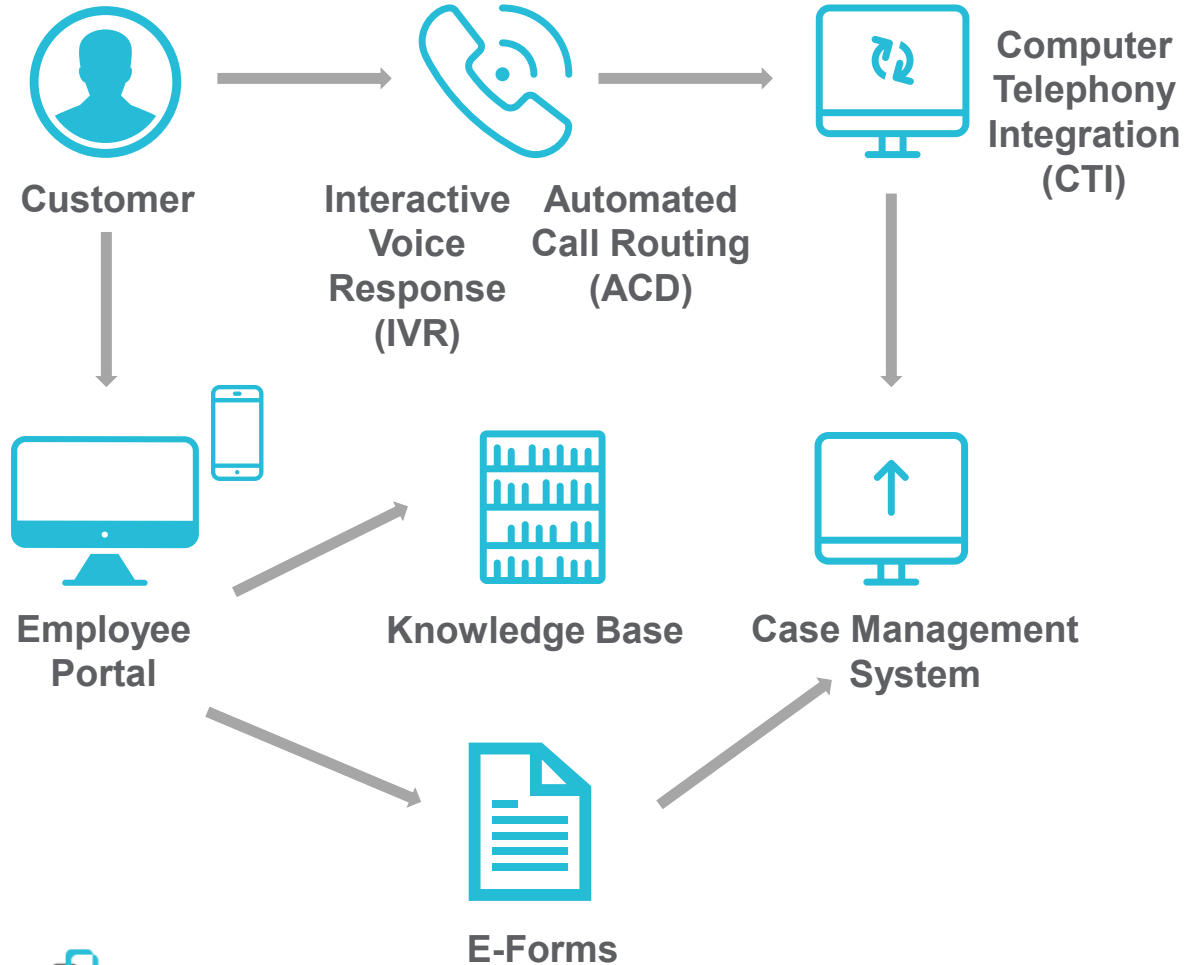 Customer
Interactive
Voice
Response
(IVR)
Automated
Call Routing
(ACD)
Computer
Telephony
Integration
(CTI)
Employee
Portal
Knowledge Base
Case Management
System
E-Forms